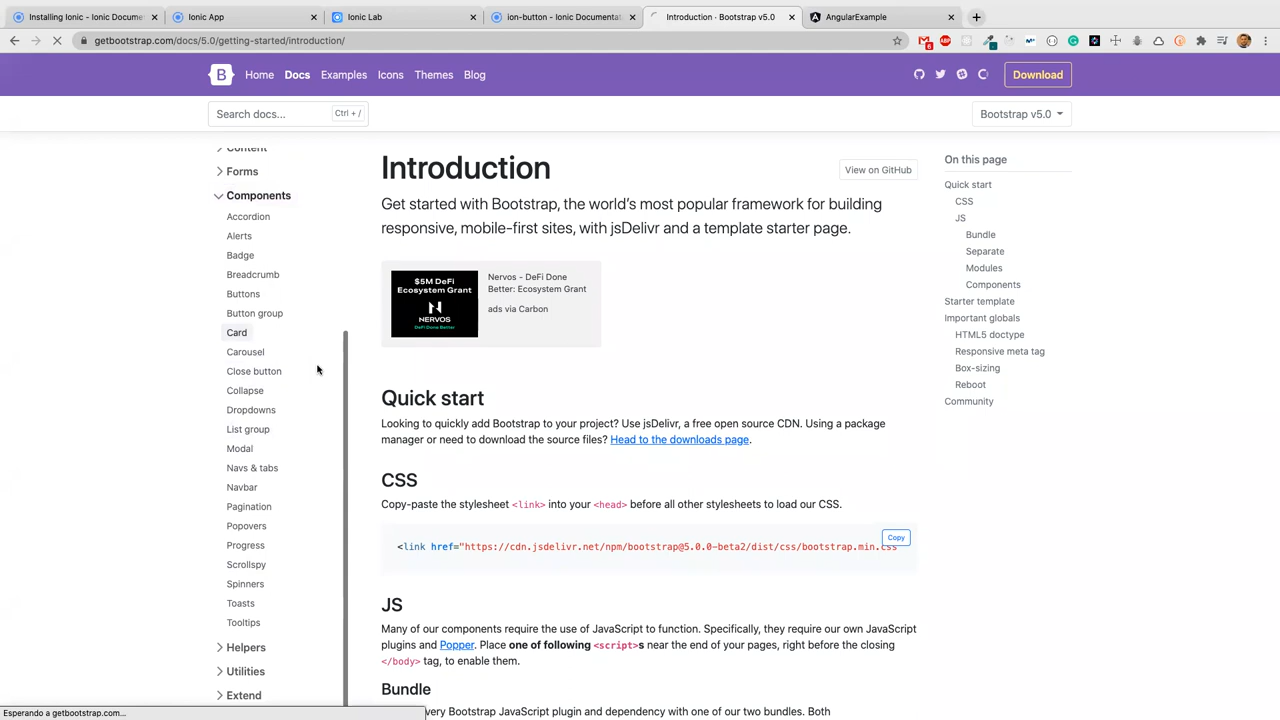 Installing Ionic - Ionic Docume
Ionic App
Ionic Lab
ion-button - Ionic Documentat
Introduction · Bootstrap v5.0
AngularExample
getbootstrap.com/docs/5.0/getting-started/introduction/
B
Home
Docs
Examples
Icons
Themes
Blog
Download
Search docs...
Ctrl + /
Bootstrap v5.0
Content
Forms
Components
Accordion
Alerts
Badge
Breadcrumb
Buttons
Button group
Card
Carousel
Close button
Collapse
Dropdowns
List group
Modal
Navs & tabs
Navbar
Pagination
Popovers
Progress
Scrollspy
Spinners
Toasts
Tooltips
Helpers
Utilities
Extend
Introduction
View on GitHub
Get started with Bootstrap, the world's most popular framework for building
responsive, mobile-first sites, with jsDelivr and a template starter page.
$5M DeFi
Ecosystem Grant
NERVOS
DeFi Done Better
Nervos - DeFi Done
Better: Ecosystem Grant
ads via Carbon
Quick start
Looking to quickly add Bootstrap to your project? Use jsDelivr, a free open source CDN. Using a package
manager or need to download the source files? Head to the downloads page.
CSS
Copy-paste the stylesheet <link> into your <head> before all other stylesheets to load our CSS.
Copy
<link href="https://cdn.jsdelivr.net/npm/bootstrap@5.0.0-beta2/dist/css/bootstrap.min.css
JS
Many of our components require the use of JavaScript to function. Specifically, they require our own JavaScript
plugins and Popper. Place one of following <script>s near the end of your pages, right before the closing
</body> tag, to enable them.
Bundle
very Bootstrap JavaScript plugin and dependency with one of our two bundles. Both
On this page
Quick start
CSS
JS
Bundle
Separate
Modules
Components
Starter template
Important globals
HTML5 doctype
Responsive meta tag
Box-sizing
Reboot
Community
Esperando a getbootstrap.com...